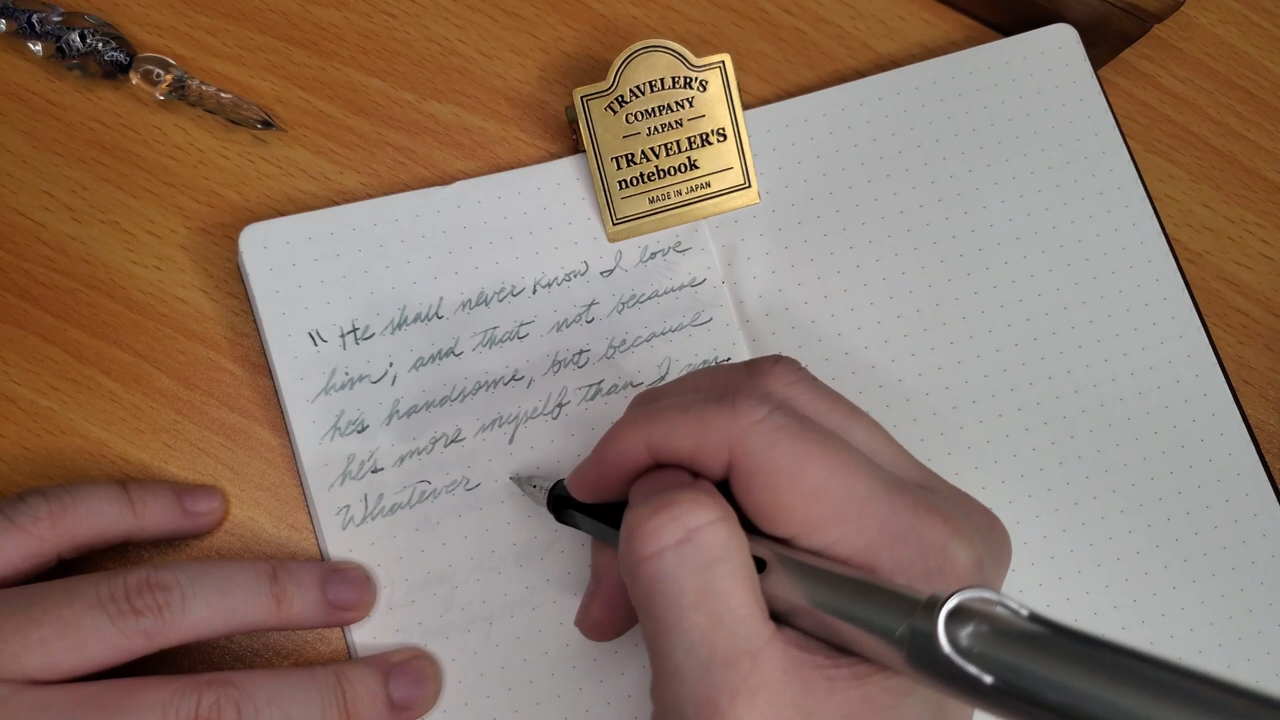 TRAVELER'S
COMPANY
— JAPAN —
TRAVELER'S
notebook
MADE IN JAPAN
"He shall never know I love
him; and that not because
he's handsome, but because
he's more myself than I am.
Whatever